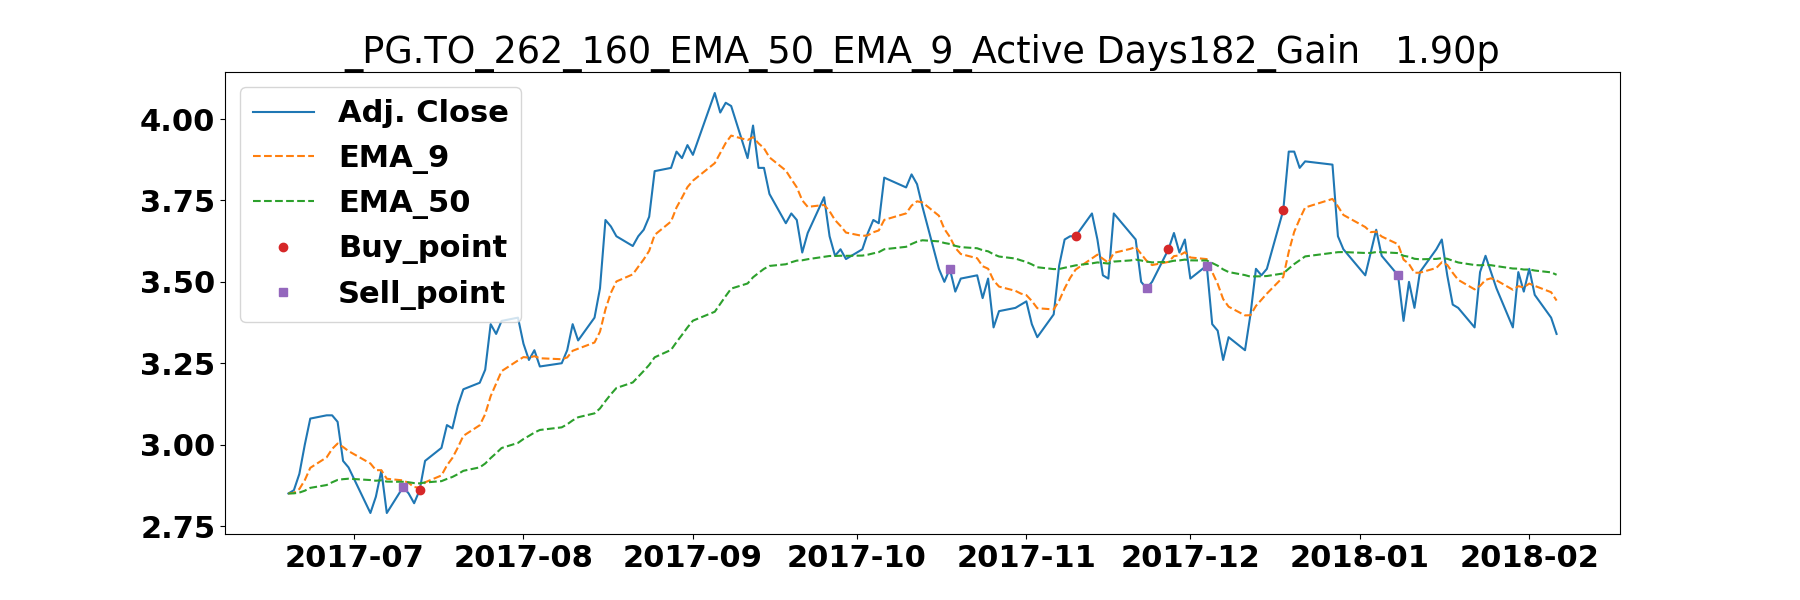 _PG.TO_262_160_EMA_50_EMA_9_Active Days182_Gain   1.90p
Adj. Close
EMA_9
EMA_50
Buy_point
Sell_point
4.00
3.75
3.50
3.25
3.00
2.75
2017-07 2017-08 2017-09 2017-10 2017-11 2017-12 2018-01 2018-02